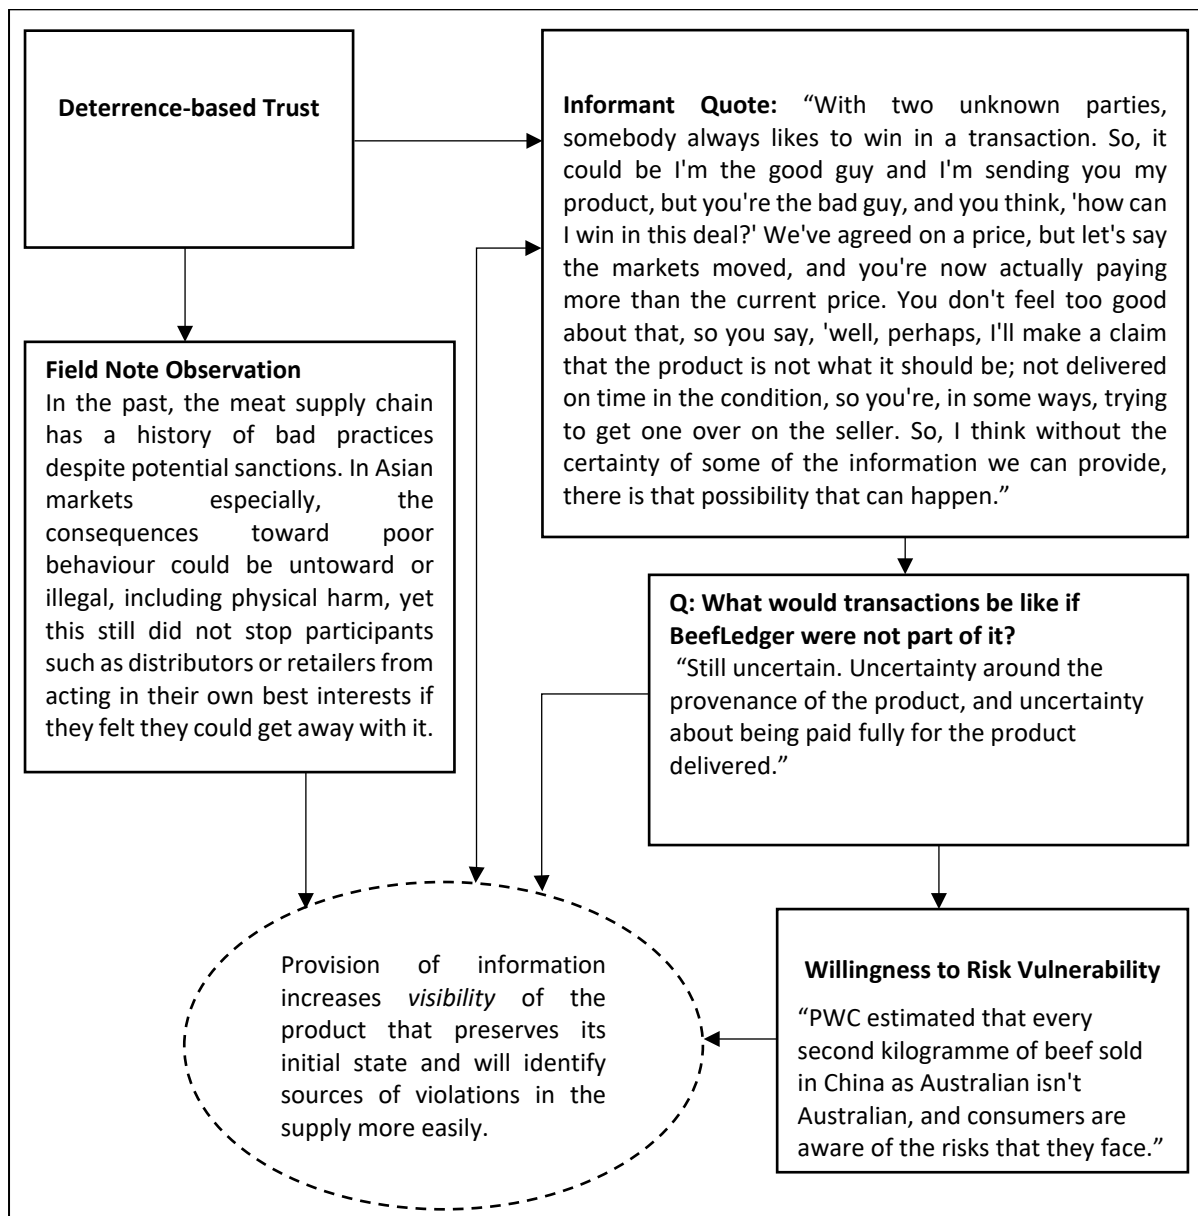 Deterrence-based Trust
Informant Quote: “With two unknown parties,
somebody always likes to win in a transaction. So, it
could be I'm the good guy and I'm sending you my
product, but you're the bad guy, and you think, 'how can
I win in this deal?' We've agreed on a price, but let's say
the markets moved, and you're now actually paying
more than the current price. You don't feel too good
about that, so you say, 'well, perhaps, I'll make a claim
that the product is not what it should be; not delivered
on time in the condition, so you're, in some ways, trying
to get one over on the seller. So, I think without the
certainty of some of the information we can provide,
there is that possibility that can happen.”
Field Note Observation
In the past, the meat supply chain
has a history of bad practices
despite potential sanctions. In Asian
markets especially, the
consequences toward poor
behaviour could be untoward or
illegal, including physical harm, yet
this still did not stop participants
such as distributors or retailers from
acting in their own best interests if
they felt they could get away with it.
Q: What would transactions be like if
BeefLedger were not part of it?
“Still uncertain. Uncertainty around the
provenance of the product, and uncertainty
about being paid fully for the product
delivered.”
Provision of information
increases visibility of the
product that preserves its
initial state and will identify
sources of violations in the
supply more easily.
Willingness to Risk Vulnerability
“PWC estimated that every
second kilogramme of beef sold
in China as Australian isn't
Australian, and consumers are
aware of the risks that they face.”